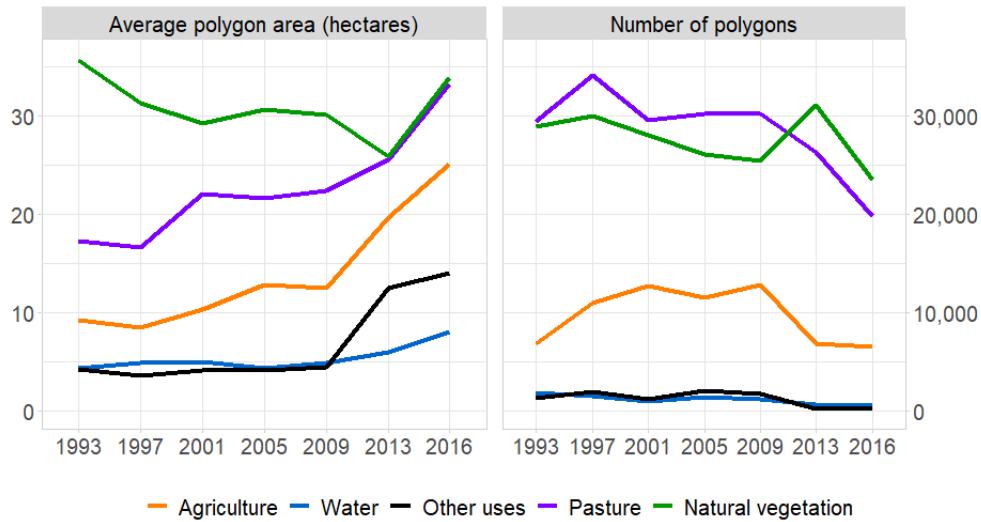 Average polygon area (hectares)
Number of polygons
30
20
10
0
30,000
20,000
10,000
0
1993 1997 2001 2005 2009 2013 2016
1993 1997 2001 2005 2009 2013 2016
Agriculture Water Other uses Pasture Natural vegetation